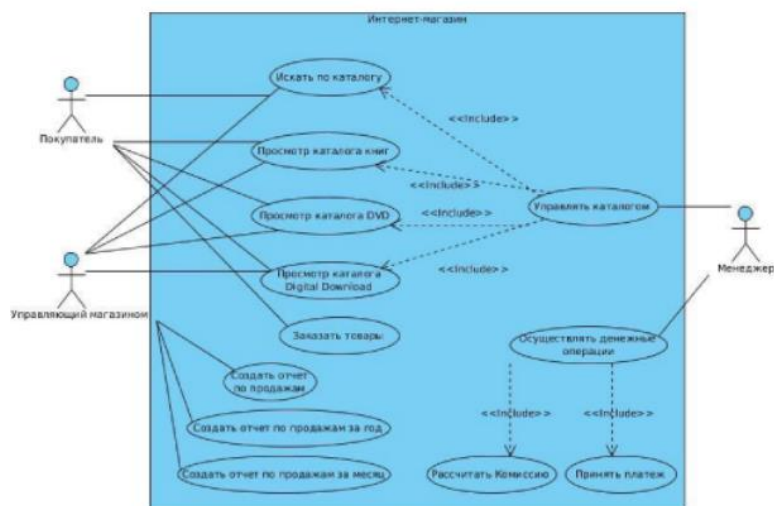 Интернет-магазин
Искать по каталогу
<<Include>>
Покупатель
Просмотр каталога книг
<<Include>>
Управлять каталогом
Просмотр каталога DVD
<<Include>>
<<Include>>
Менеджер
Просмотр каталога
Digital Download
Управляющий магазином
Заказать товары
Осуществлять денежные
операции
Создать отчет
по продажам
<<Include>>
<<Include>>
Создать отчет по продажам за год
Создать отчет по продажам за месяц
Рассчитать Комиссию
Принять платеж